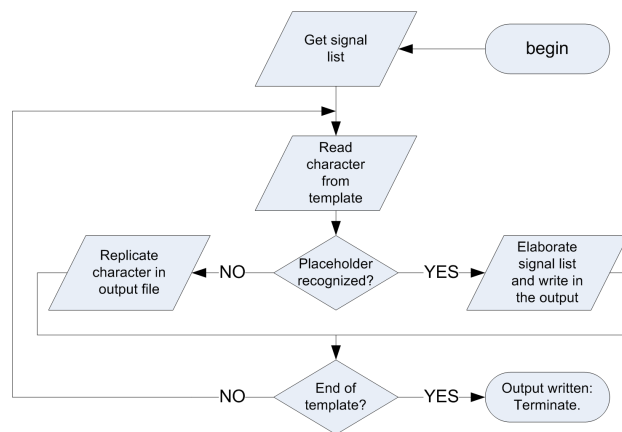 Get signal
list
begin
Read
character
from
template
Replicate
character in
output file
NO
Placeholder
recognized?
YES
Elaborate
signal list
and write in
the output
NO
End of
template?
YES
Output written:
Terminate.